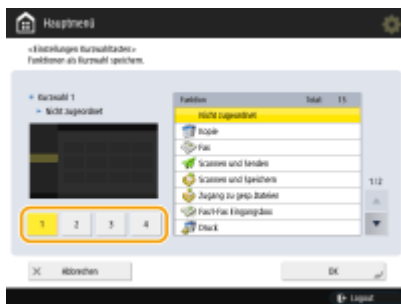 Hauptmenü
<Einstellungen Kurzwahltasten>
Funktionen als Kurzwahl speichern.
Kurzwahl 1
Nicht zugeordnet
1 2 3 4
Funktion Total: 15
Nicht zugeordnet
Kopie
Fax
Scannen und Senden
Scannen und Speichern
Zugang zu gesp. Dateien
Fax/I-Fax Eingangsbox
Druck
1/2
Abbrechen
OK
Logout